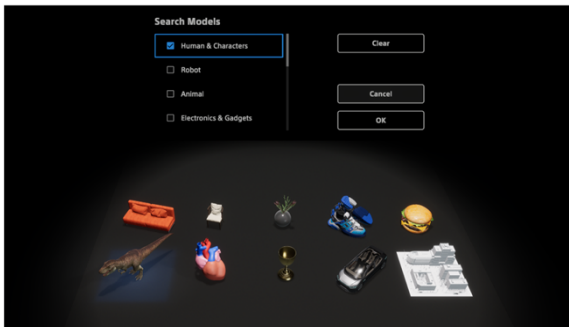 Search Models
Human & Characters
Clear
Robot
Animal
Cancel
Electronics & Gadgets
OK